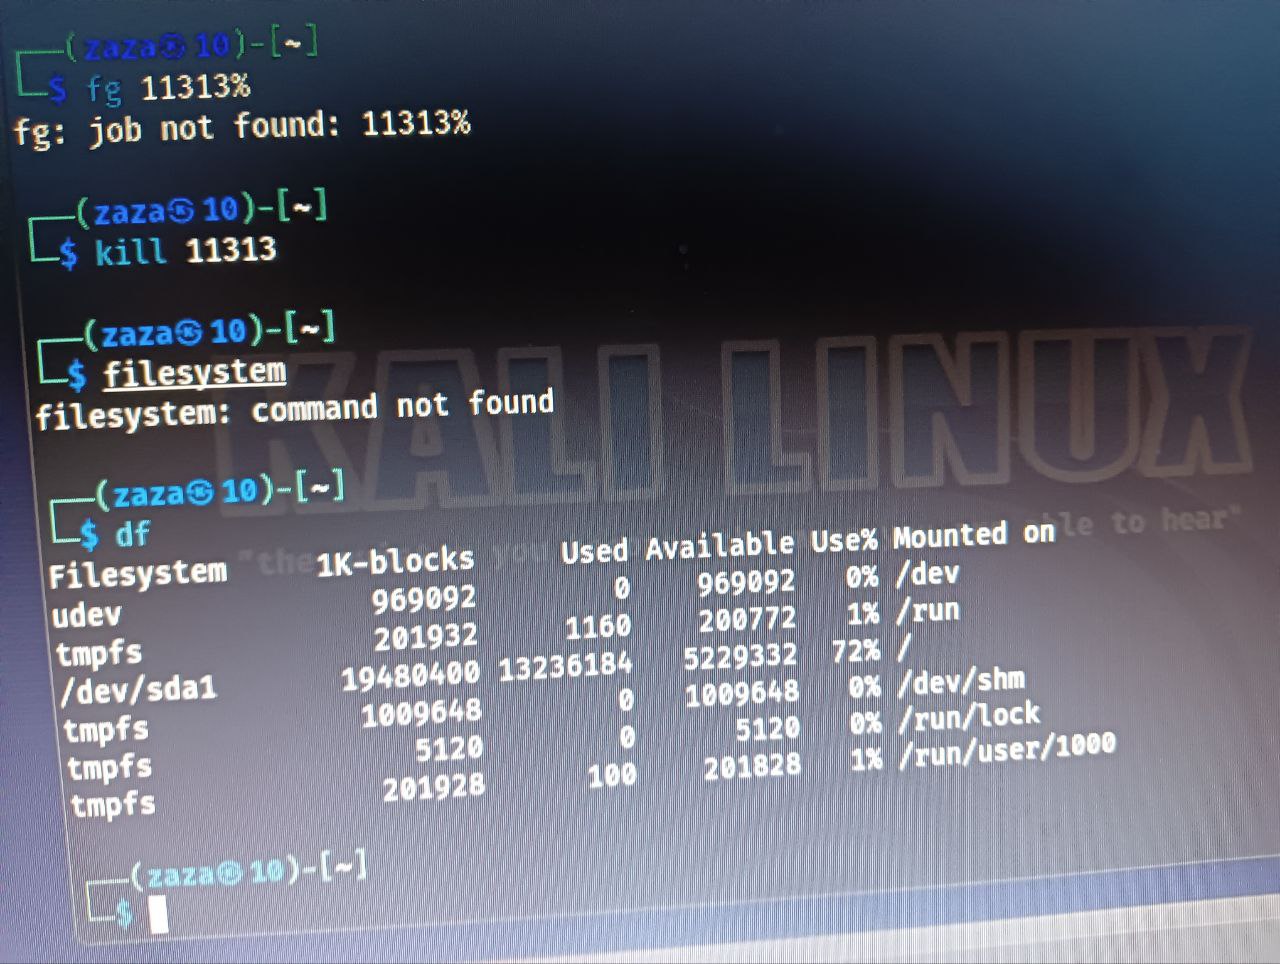 ┌──(zaza㉿10)-[~]
└─$ fg 11313%
fg: job not found: 11313%
┌──(zaza㉿10)-[~]
└─$ kill 11313
┌──(zaza㉿10)-[~]
└─$ filesystem
filesystem: command not found
KALI LINUX
┌──(zaza㉿10)-[~]
└─$ df
"the you able to hear"
Filesystem 1K-blocks Used Available Use% Mounted on
udev 969092 0 969092 0% /dev
tmpfs 201932 1160 200772 1% /run
/dev/sda1 19480400 13236184 5229332 72% /
tmpfs 1009648 0 1009648 0% /dev/shm
tmpfs 5120 0 5120 0% /run/lock
tmpfs 201928 100 201828 1% /run/user/1000
┌──(zaza㉿10)-[~]
└─$